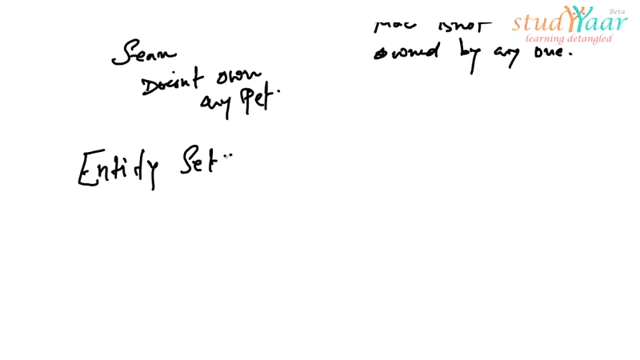 studYaar
Beta
learning detangled
Mac is not
owned by any one.
Sean
Doesn't own
any Pet.
Entity Set